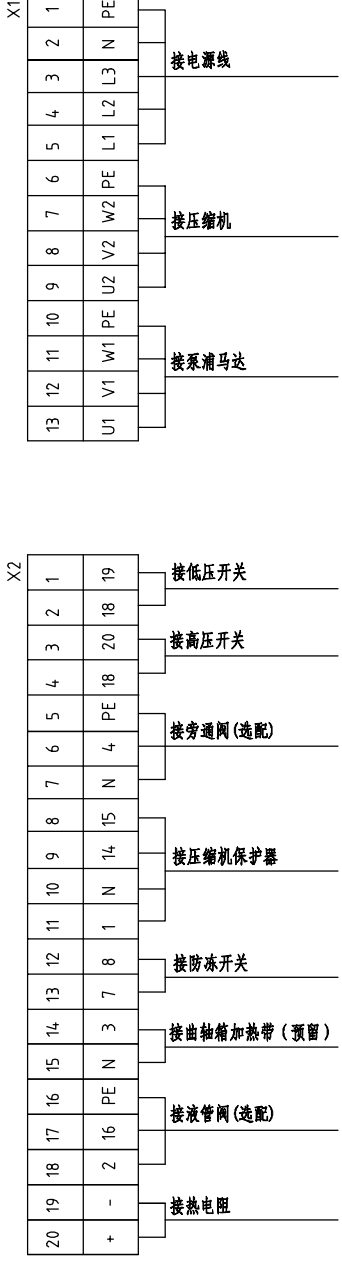 X1
1 PE
2 N
3 L3
4 L2
5 L1
接电源线
6 PE
7 W2
8 V2
9 U2
接压缩机
10 PE
11 W1
12 V1
13 U1
接泵浦马达
X2
1 19
2 18
接低压开关
3 20
4 18
接高压开关
5 PE
6 4
7 N
接旁通阀(选配)
8 15
9 14
10 N
11 1
接压缩机保护器
12 8
13 7
接防冻开关
14 3
15 N
接曲轴箱加热带(预留)
16 PE
17 16
18 2
接液管阀(选配)
19 -
20 +
接热电阻